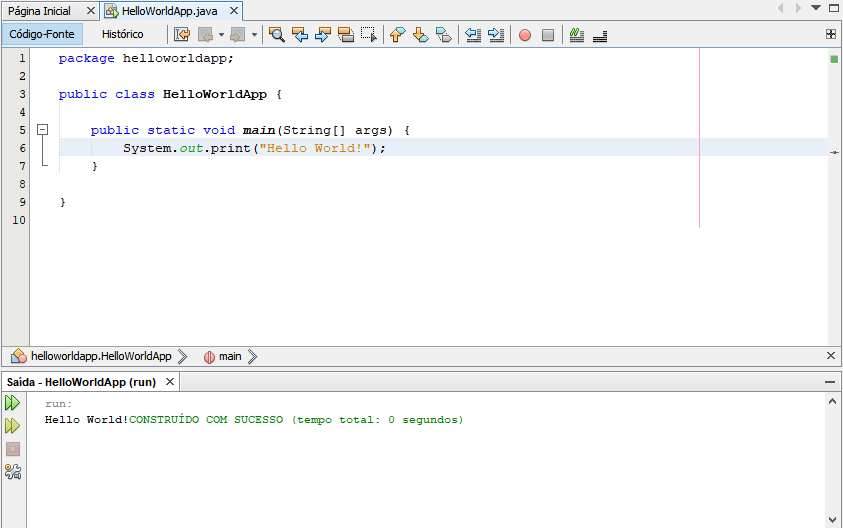 Página Inicial HelloWorldApp.java
Código-Fonte Histórico
1 package helloworldapp;
2
3 public class HelloWorldApp {
4
5 public static void main(String[] args) {
6 System.out.print("Hello World!");
7 }
8
9 }
10
helloworldapp.HelloWorldApp main
Saída - HelloWorldApp (run)
run:
Hello World!CONSTRUÍDO COM SUCESSO (tempo total: 0 segundos)